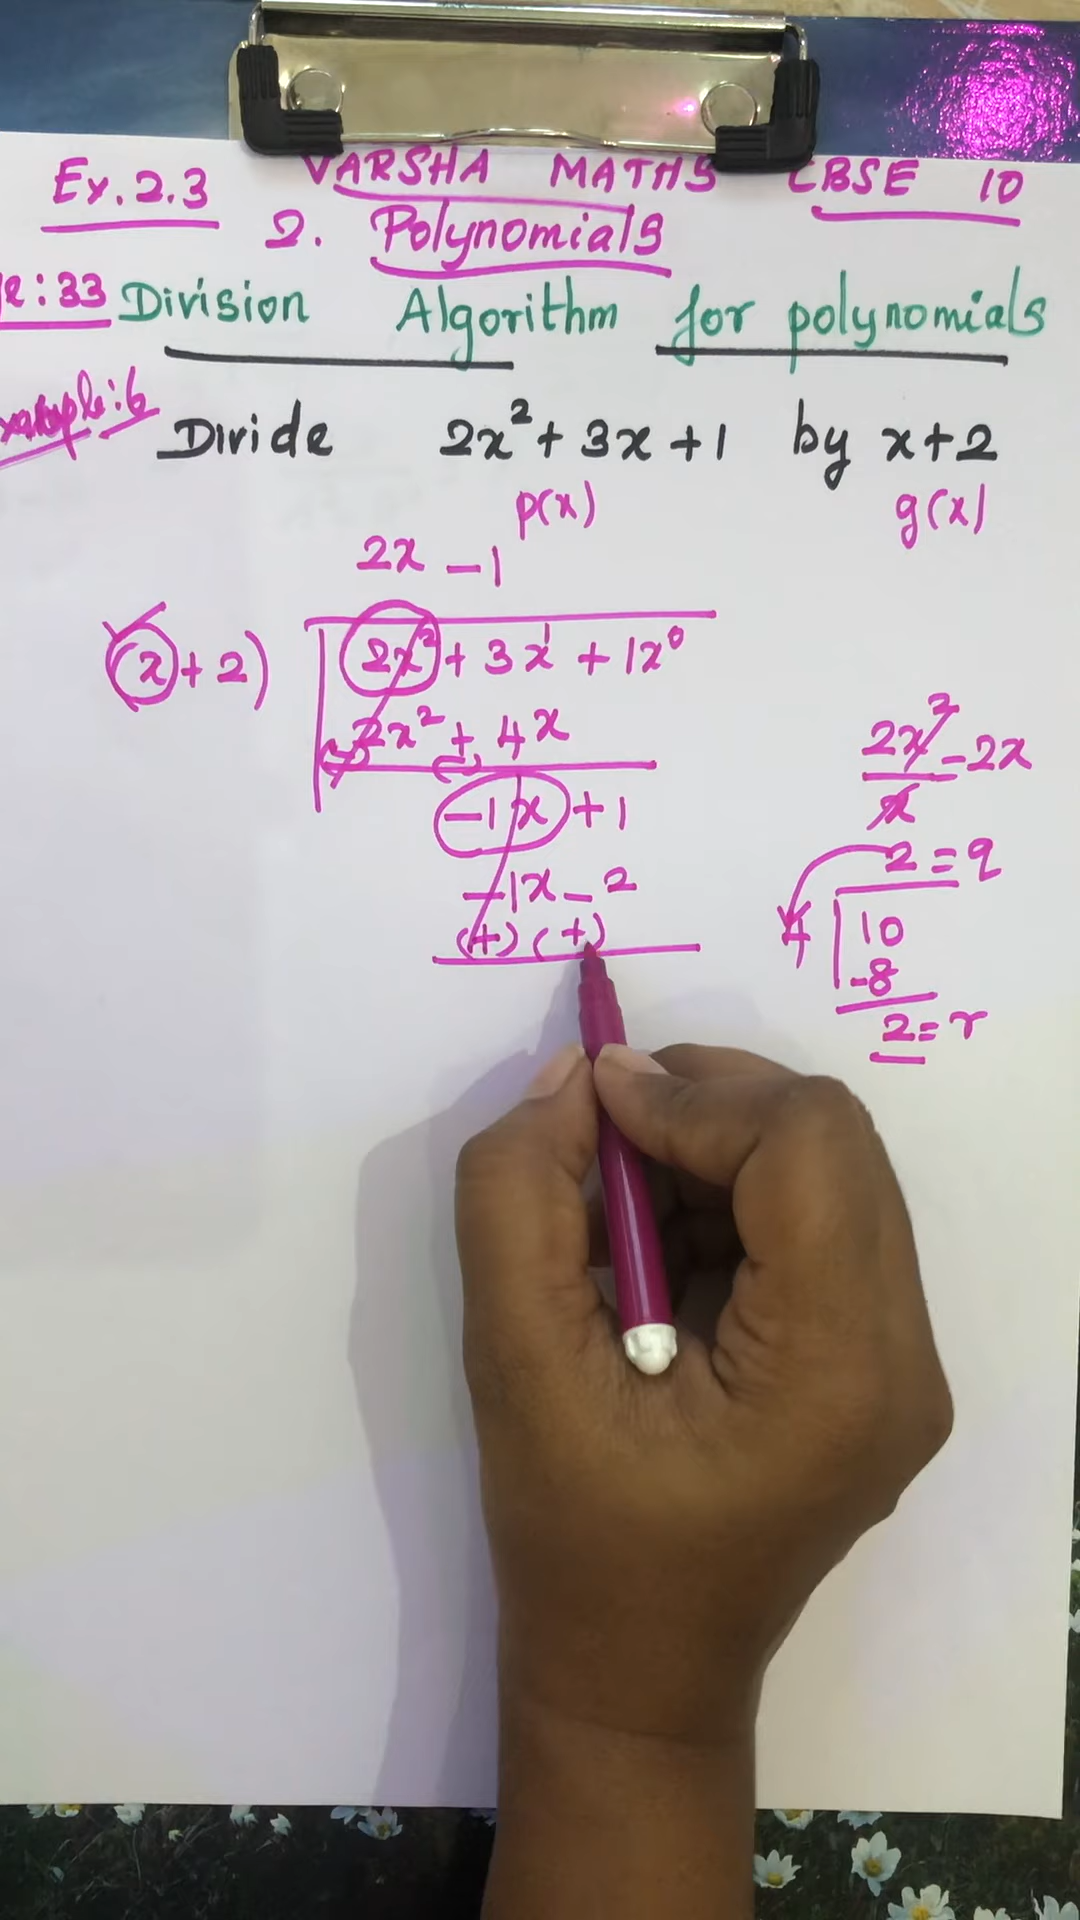 Ex.2.3 VARSHA MATHS CBSE 10
2. Polynomials
:33 Division Algorithm for polynomials
:6
Divide 2x² + 3x + 1 by x+2
p(x) g(x)
2x - 1
x + 2) 2x² + 3x¹ + 1x⁰
2x² + 4x
(-) (-)
-1x + 1
-1x - 2
(+) (+)
2x²
x
- 2x
2 = q
4 10
-8
2 = r